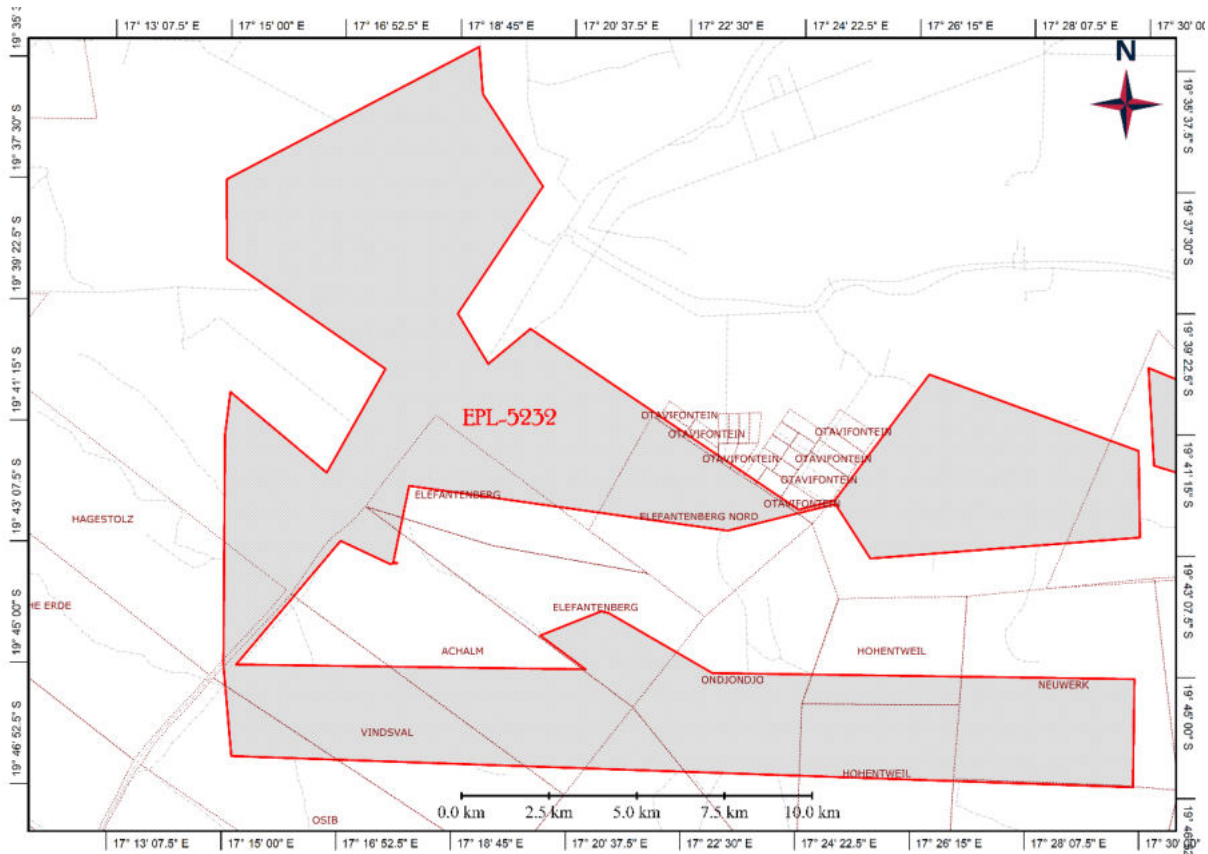 17° 13' 07.5" E
17° 15' 00" E
17° 16' 52.5" E
17° 18' 45" E
17° 20' 37.5" E
17° 22' 30" E
17° 24' 22.5" E
17° 26' 15" E
17° 28' 07.5" E
17° 30' 00
N
19° 37' 30" S
19° 39' 22.5" S
19° 41' 15" S
19° 43' 07.5" S
19° 45' 00" S
19° 46' 52.5" S
19° 35' 37.5" S
19° 37' 30" S
19° 39' 22.5" S
19° 41' 15" S
19° 43' 07.5" S
19° 45' 00" S
EPL-5232
OTAVIFONTEIN
OTAVIFONTEIN
OTAVIFONTEIN
OTAVIFONTEIN
OTAVIFONTEIN
OTAVIFONTEIN
OTAVIFONTEIN
ELEFANTENBERG
ELEFANTENBERG NORD
HAGESTOLZ
HE ERDE
ELEFANTENBERG
ACHALM
HOHENTWEIL
ONDJONDJO
NEUWERK
VINDSVAL
HOHENTWEIL
0.0 km
2.5 km
5.0 km
7.5 km
10.0 km
OSIB
17° 13' 07.5" E
17° 15' 00" E
17° 16' 52.5" E
17° 18' 45" E
17° 20' 37.5" E
17° 22' 30" E
17° 24' 22.5" E
17° 26' 15" E
17° 28' 07.5" E